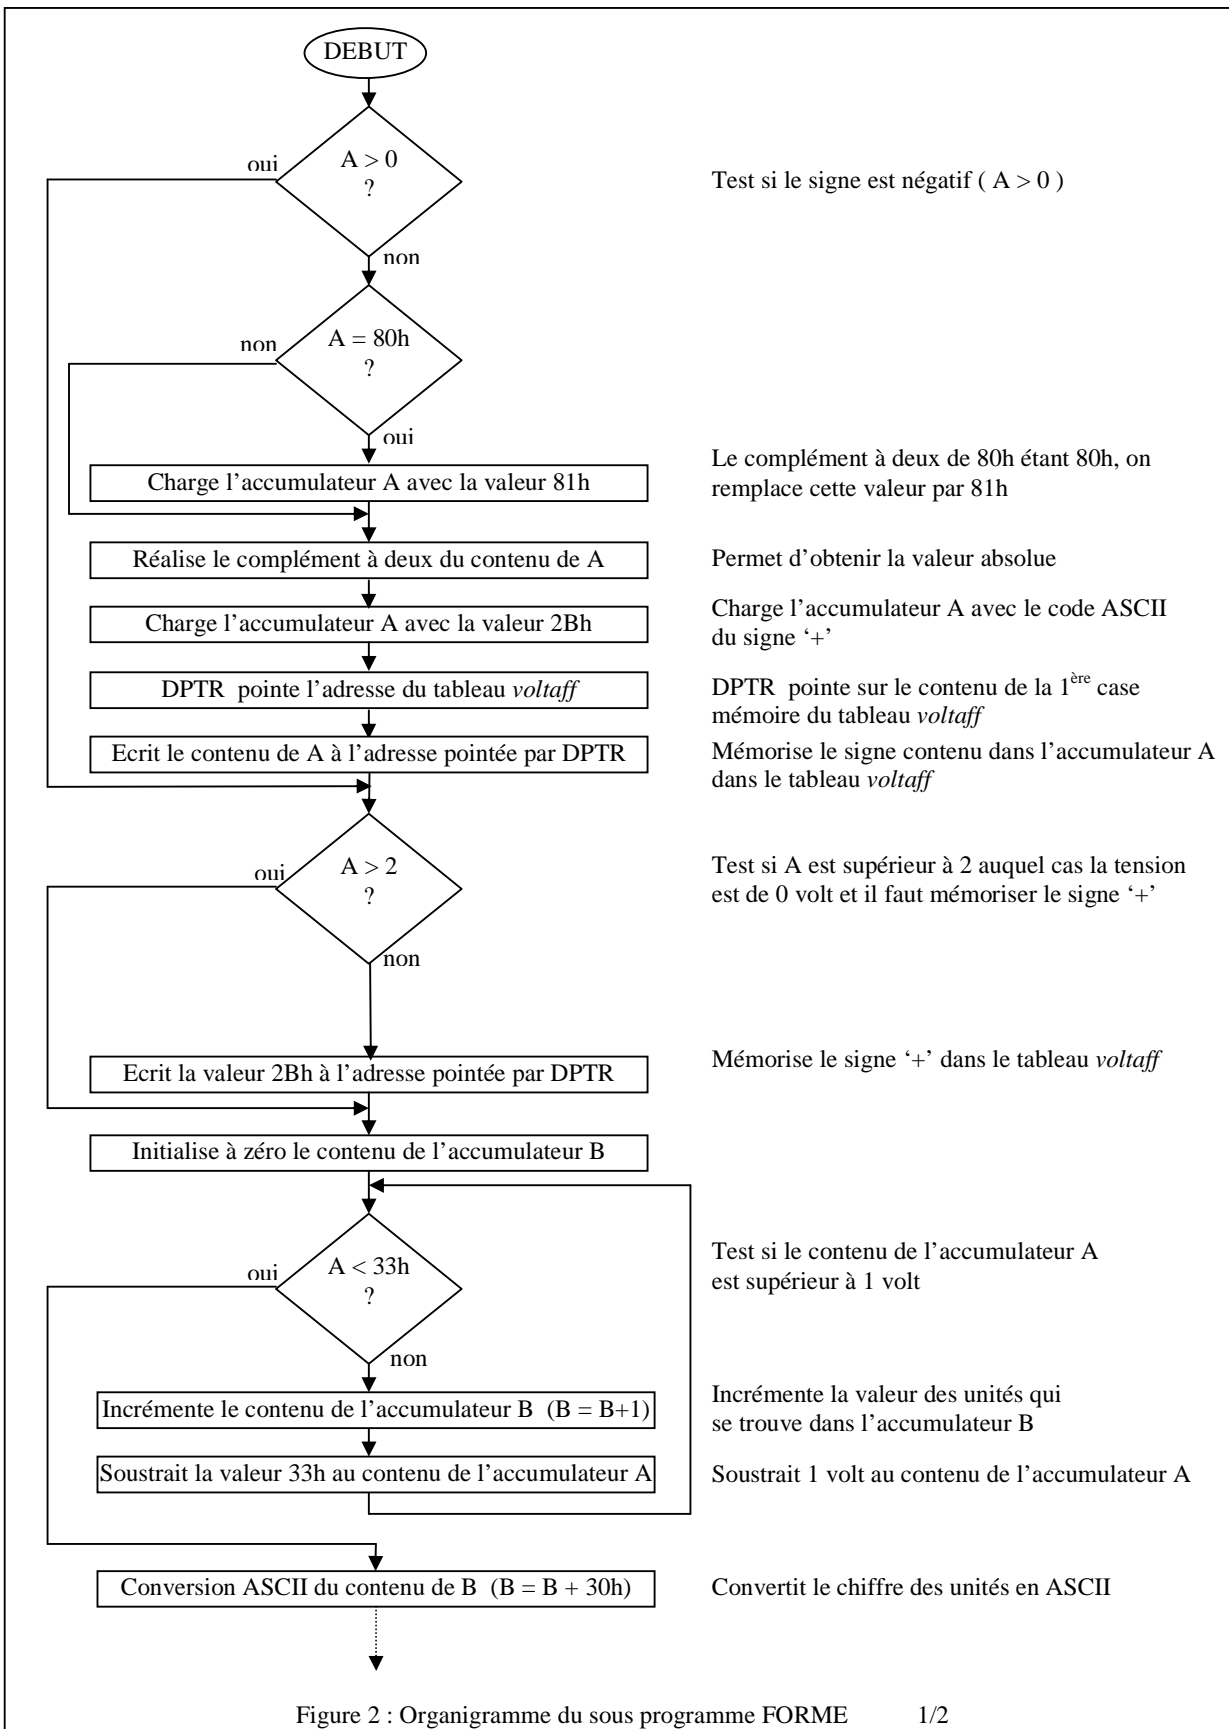 DEBUT
A > 0
?
oui
non
Test si le signe est négatif ( A > 0 )
A = 80h
?
non
oui
Charge l’accumulateur A avec la valeur 81h
Le complément à deux de 80h étant 80h, on
remplace cette valeur par 81h
Réalise le complément à deux du contenu de A
Permet d’obtenir la valeur absolue
Charge l’accumulateur A avec la valeur 2Bh
Charge l’accumulateur A avec le code ASCII
du signe ‘+’
DPTR pointe l’adresse du tableau voltaff
DPTR pointe sur le contenu de la 1ère case
mémoire du tableau voltaff
Ecrit le contenu de A à l’adresse pointée par DPTR
Mémorise le signe contenu dans l’accumulateur A
dans le tableau voltaff
A > 2
?
oui
non
Test si A est supérieur à 2 auquel cas la tension
est de 0 volt et il faut mémoriser le signe ‘+’
Ecrit la valeur 2Bh à l’adresse pointée par DPTR
Mémorise le signe ‘+’ dans le tableau voltaff
Initialise à zéro le contenu de l’accumulateur B
A < 33h
?
oui
non
Test si le contenu de l’accumulateur A
est supérieur à 1 volt
Incrémente le contenu de l’accumulateur B (B = B+1)
Incrémente la valeur des unités qui
se trouve dans l’accumulateur B
Soustrait la valeur 33h au contenu de l’accumulateur A
Soustrait 1 volt au contenu de l’accumulateur A
Conversion ASCII du contenu de B (B = B + 30h)
Convertit le chiffre des unités en ASCII
Figure 2 : Organigramme du sous programme FORME 1/2